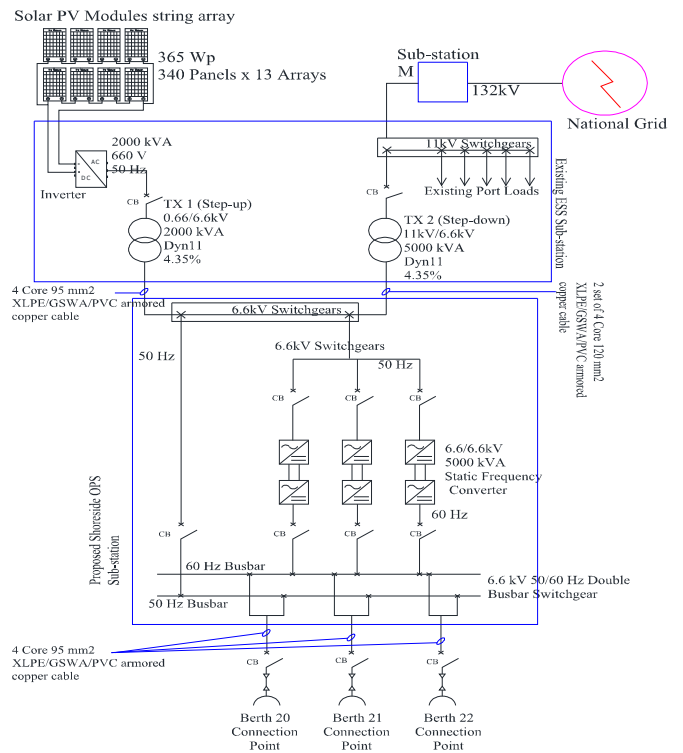 Solar PV Modules string array
365 Wp
340 Panels x 13 Arrays
Sub-station
M
132kV
National Grid
2000 kVA
660 V
50 Hz
AC
DC
Inverter
CB
TX 1 (Step-up)
0.66/6.6kV
2000 kVA
Dyn11
4.35%
11kV Switchgears
Existing Port Loads
CB
TX 2 (Step-down)
11kV/6.6kV
5000 kVA
Dyn11
4.35%
Existing ESS Sub-station
4 Core 95 mm2
XLPE/GSWA/PVC armored
copper cable
2 set of 4 Core 120 mm2
XLPE/GSWA/PVC armored
copper cable
6.6kV Switchgears
50 Hz
6.6kV Switchgears
50 Hz
CB
CB
CB
6.6/6.6kV
5000 kVA
Static Frequency
Converter
60 Hz
Proposed Shoreside OPS
Sub-station
CB
CB
CB
CB
60 Hz Busbar
50 Hz Busbar
6.6 kV 50/60 Hz Double
Busbar Switchgear
4 Core 95 mm2
XLPE/GSWA/PVC armored
copper cable
CB
CB
CB
Berth 20
Connection
Point
Berth 21
Connection
Point
Berth 22
Connection
Point